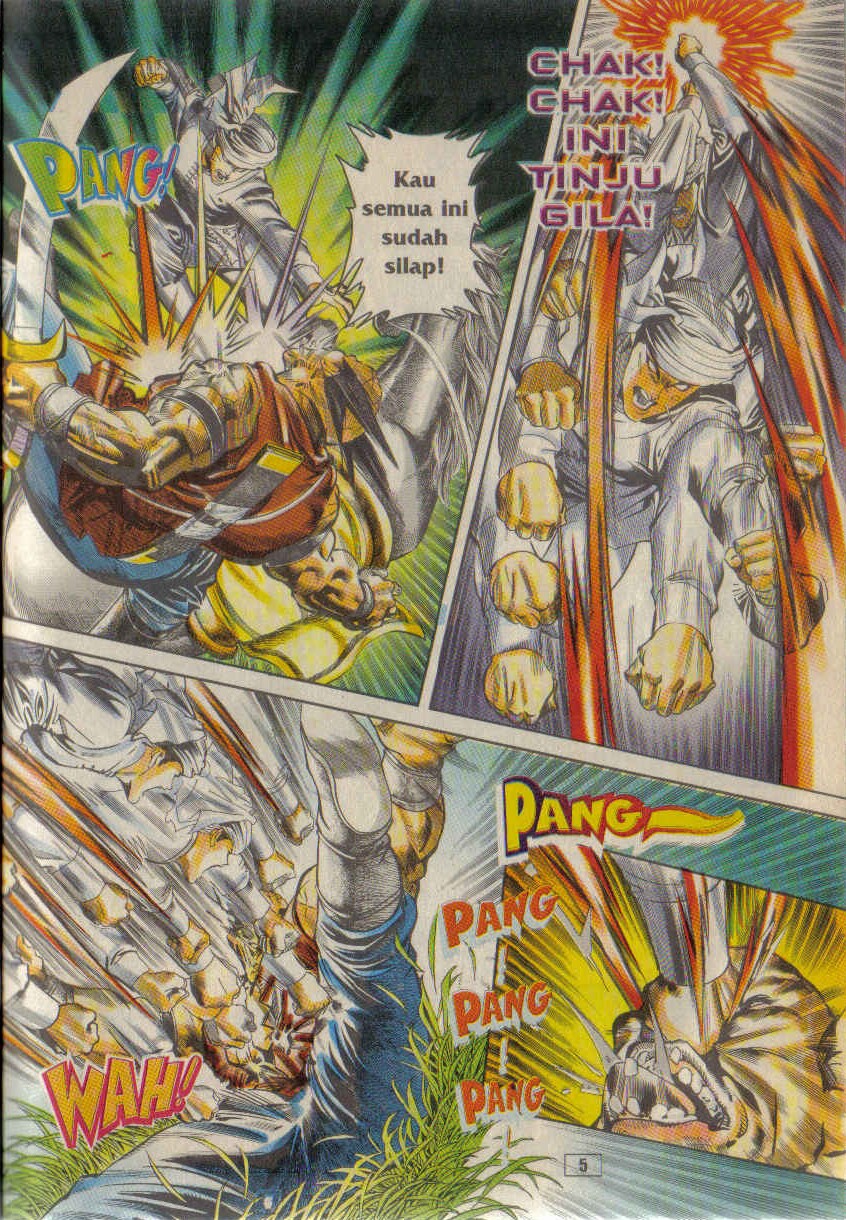 PANG!
Kau
semua ini
sudah
silap!
CHAK!
CHAK!
INI
TINJU
GILA!
WAH!
PANG
PANG
PANG
PANG
5